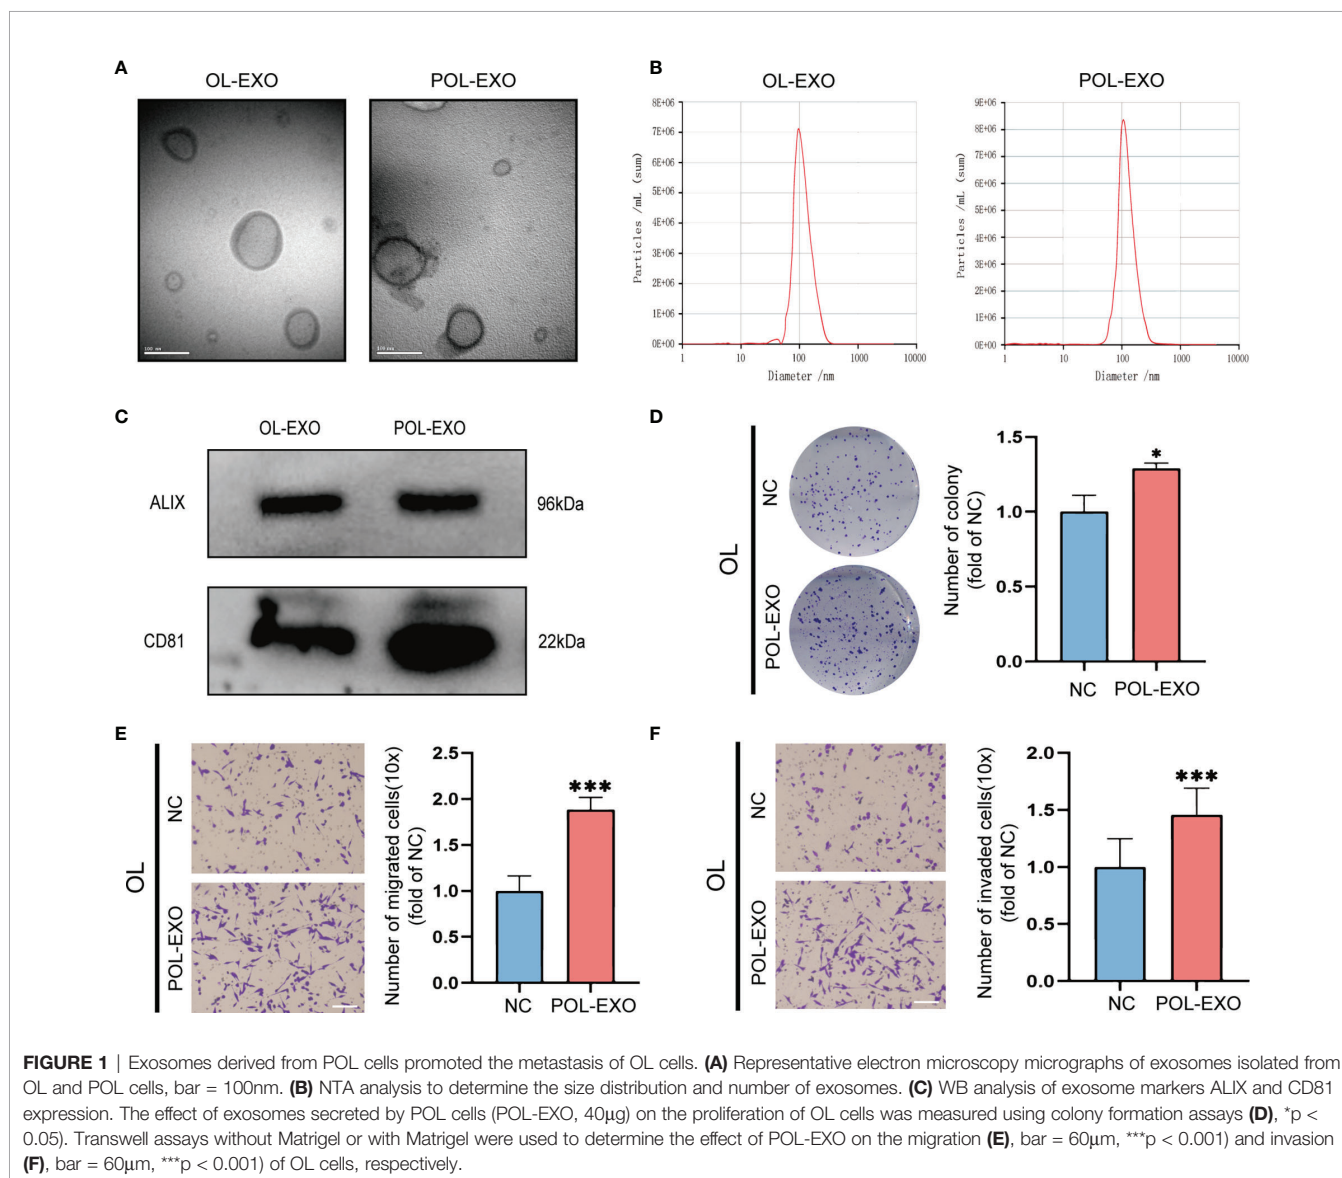 A
OL-EXO
POL-EXO
100 nm
100 nm
B
OL-EXO
POL-EXO
Particles /mL (sum)
8E+06
7E+06
6E+06
5E+06
4E+06
3E+06
2E+06
1E+06
0E+00
1
10
100
1000
10000
Diameter /nm
Particles /mL (sum)
9E+06
8E+06
7E+06
6E+06
5E+06
4E+06
3E+06
2E+06
1E+06
0E+00
1
10
100
1000
10000
Diameter /nm
C
OL-EXO
POL-EXO
ALIX
96kDa
CD81
22kDa
D
OL
NC
POL-EXO
Number of colony
(fold of NC)
1.5
1.0
0.5
0.0
*
NC
POL-EXO
E
OL
NC
POL-EXO
Number of migrated cells(10x)
(fold of NC)
2.5
2.0
1.5
1.0
0.5
0.0
***
NC
POL-EXO
F
OL
NC
POL-EXO
Number of invaded cells(10x)
(fold of NC)
2.0
1.5
1.0
0.5
0.0
***
NC
POL-EXO
FIGURE 1 | Exosomes derived from POL cells promoted the metastasis of OL cells. (A) Representative electron microscopy micrographs of exosomes isolated from
OL and POL cells, bar = 100nm. (B) NTA analysis to determine the size distribution and number of exosomes. (C) WB analysis of exosome markers ALIX and CD81
expression. The effect of exosomes secreted by POL cells (POL-EXO, 40μg) on the proliferation of OL cells was measured using colony formation assays (D), *p <
0.05). Transwell assays without Matrigel or with Matrigel were used to determine the effect of POL-EXO on the migration (E), bar = 60μm, ***p < 0.001) and invasion
(F), bar = 60μm, ***p < 0.001) of OL cells, respectively.